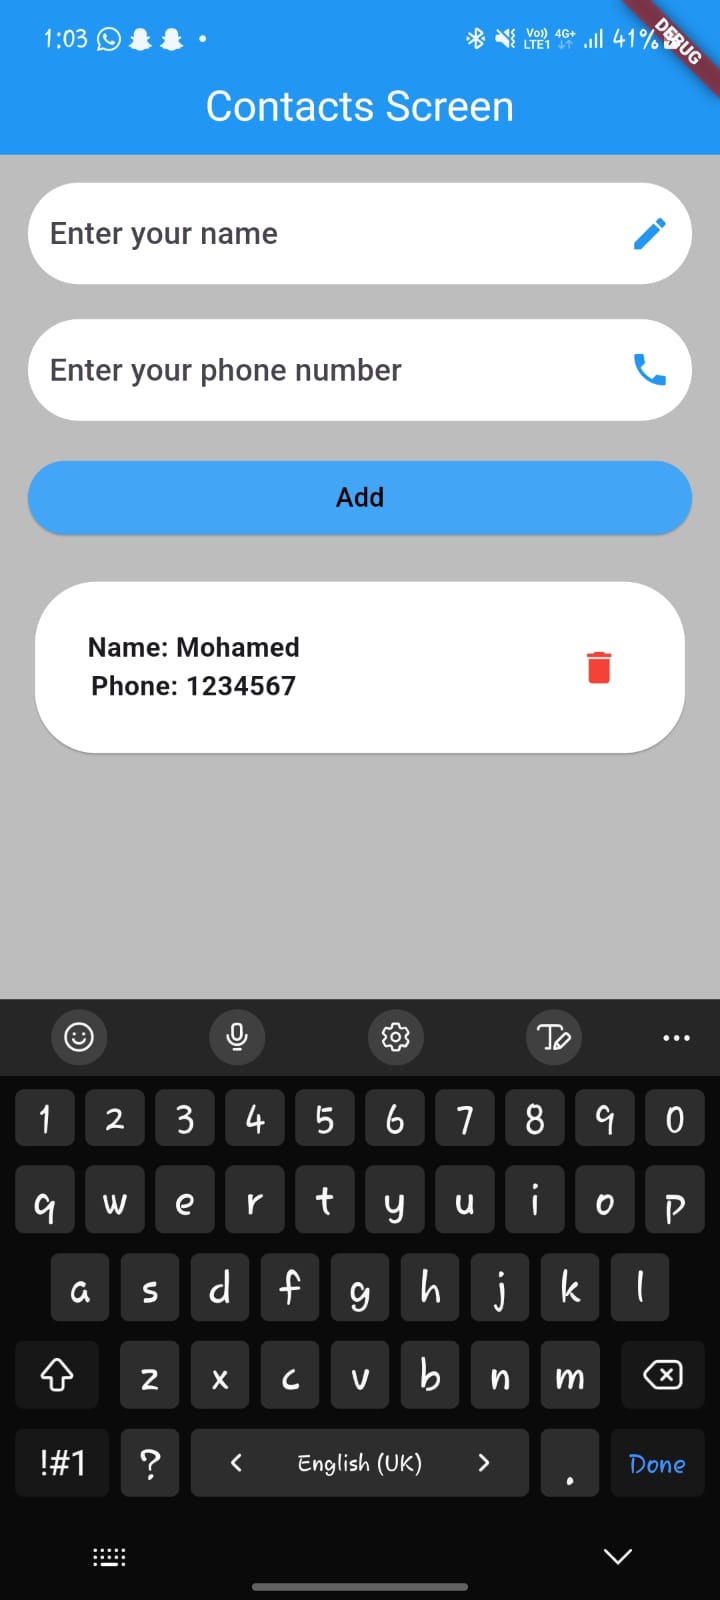 1:03 Vo)) LTE1 4G+ 41% DEBUG
Contacts Screen
Enter your name
Enter your phone number
Add
Name: Mohamed
Phone: 1234567
1 2 3 4 5 6 7 8 9 0
q w e r t y u i o p
a s d f g h j k l
z x c v b n m
!#1 ? < English (UK) > . Done